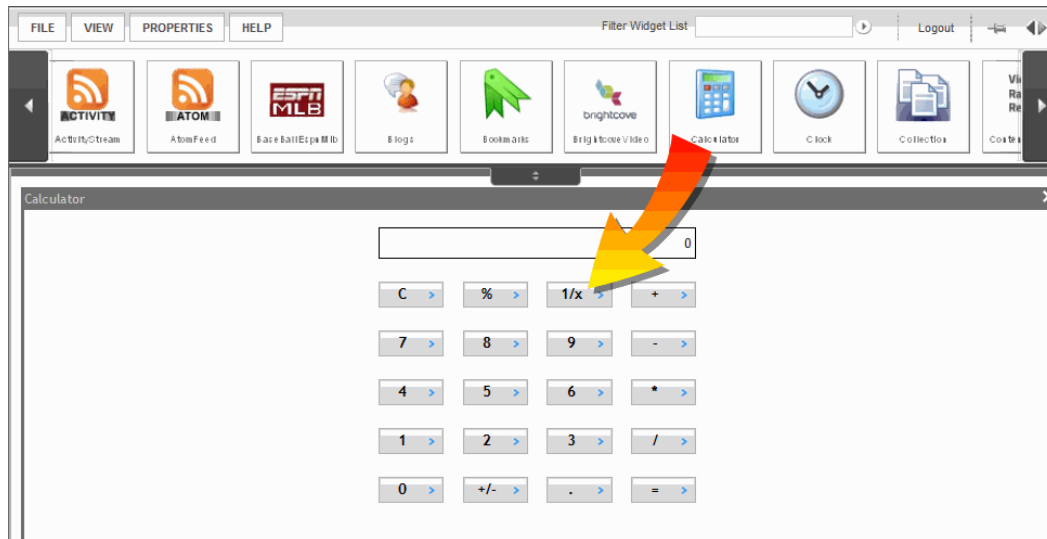 FILE VIEW PROPERTIES HELP Filter Widget List Logout
ACTIVITY ATOM ESPN MLB brightcove
ActivityStream AtomFeed BaseBallEspnMlb Blogs Bookmarks BrightcoveVideo Calculator Clock Collection
Calculator
0
C > % > 1/x > + >
7 > 8 > 9 > - >
4 > 5 > 6 > * >
1 > 2 > 3 > / >
0 > +/- > . > = >